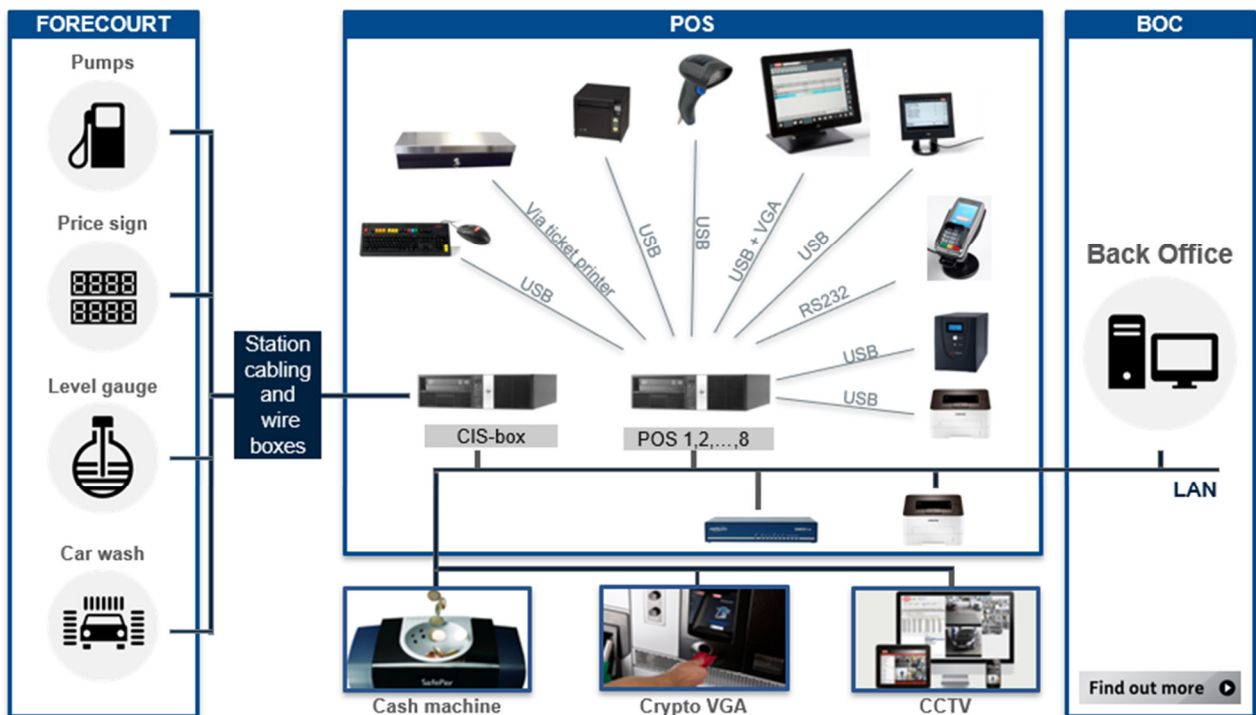 FORECOURT
Pumps
Price sign
Level gauge
Car wash
Station
cabling
and
wire
boxes
POS
USB
Via ticket printer
USB
USB
USB + VGA
USB
RS232
USB
USB
CIS-box
POS 1,2,...,8
LAN
SafePay
Cash machine
Crypto VGA
CCTV
BOC
Back Office
Find out more